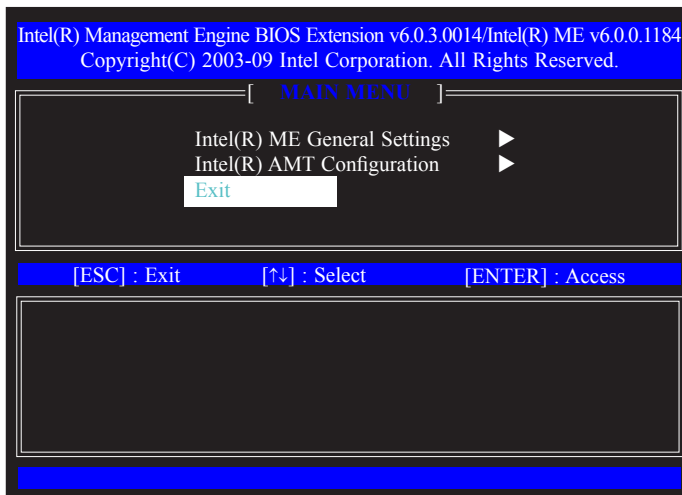 Intel(R) Management Engine BIOS Extension v6.0.3.0014/Intel(R) ME v6.0.0.1184
Copyright(C) 2003-09 Intel Corporation. All Rights Reserved.
[ MAIN MENU ]
Intel(R) ME General Settings ▶
Intel(R) AMT Configuration ▶
Exit
[ESC] : Exit [↑↓] : Select [ENTER] : Access